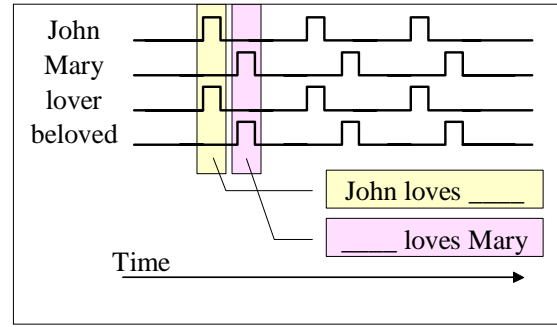 John
Mary
lover
beloved
John loves ____
____ loves Mary
Time